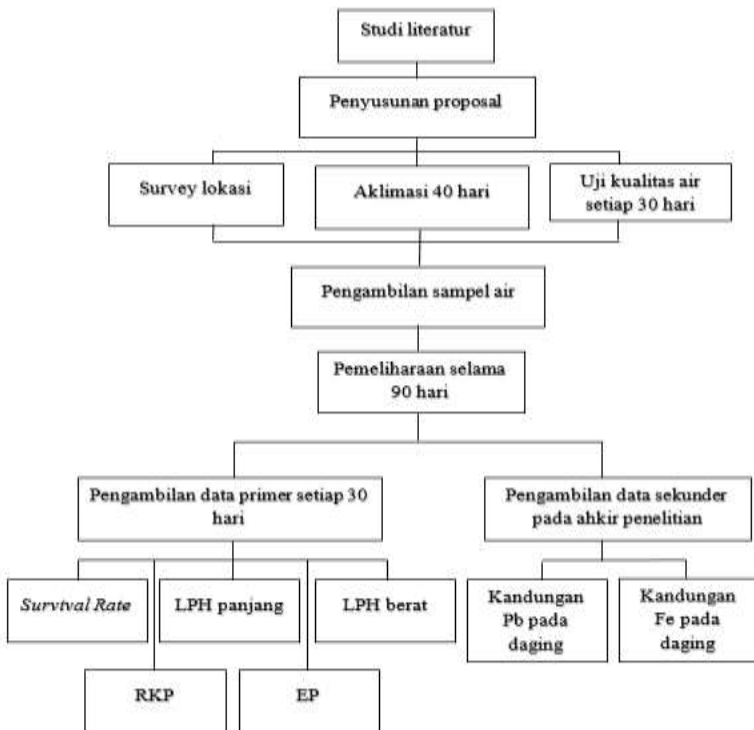 Studi literatur
Penyusunan proposal
Survey lokasi
Aklimasi 40 hari
Uji kualitas air
setiap 30 hari
Pengambilan sampel air
Pemeliharaan selama
90 hari
Pengambilan data primer setiap 30
hari
Pengambilan data sekunder
pada ahkir penelitian
Survival Rate
LPH panjang
LPH berat
Kandungan
Pb pada
daging
Kandungan
Fe pada
daging
RKP
EP